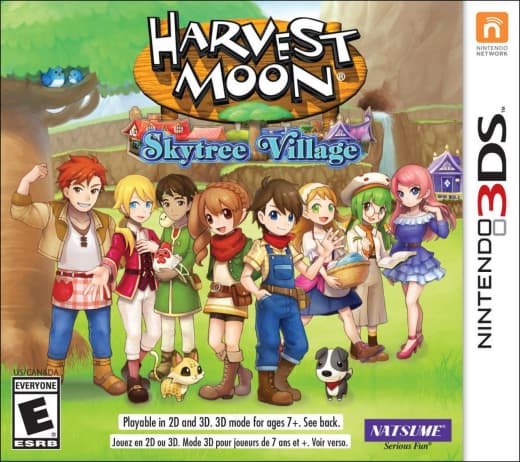 HARVEST
MOON®
Skytree Village
NINTENDO
NETWORK
NINTENDO 3DS™
US/CANADA
EVERYONE
E
ESRB
Playable in 2D and 3D. 3D mode for ages 7+. See back.
Jouez en 2D ou 3D. Mode 3D pour joueurs de 7 ans et +. Voir verso.
NATSUME®
Serious Fun®